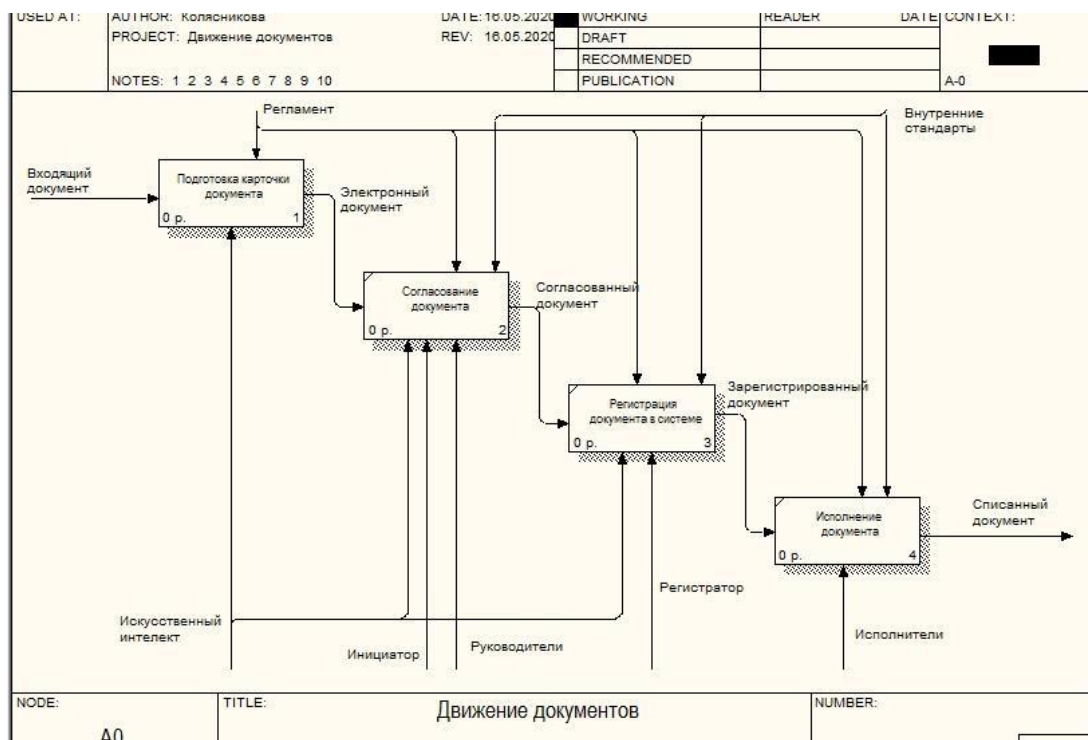 USED AT:
AUTHOR: Колясникова
DATE: 16.05.2020
WORKING
READER
DATE
CONTEXT:
PROJECT: Движение документов
REV: 16.05.2020
DRAFT
RECOMMENDED
NOTES: 1 2 3 4 5 6 7 8 9 10
PUBLICATION
A-0
Регламент
Внутренние
стандарты
Входящий
документ
Подготовка карточки
документа
0 р.
1
Электронный
документ
Согласование
документа
0 р.
2
Согласованный
документ
Регистрация
документа в системе
0 р.
3
Зарегистрированный
документ
Исполнение
документа
0 р.
4
Списанный
документ
Искусственный
интелект
Инициатор
Руководители
Регистратор
Исполнители
NODE:
A0
TITLE:
Движение документов
NUMBER: